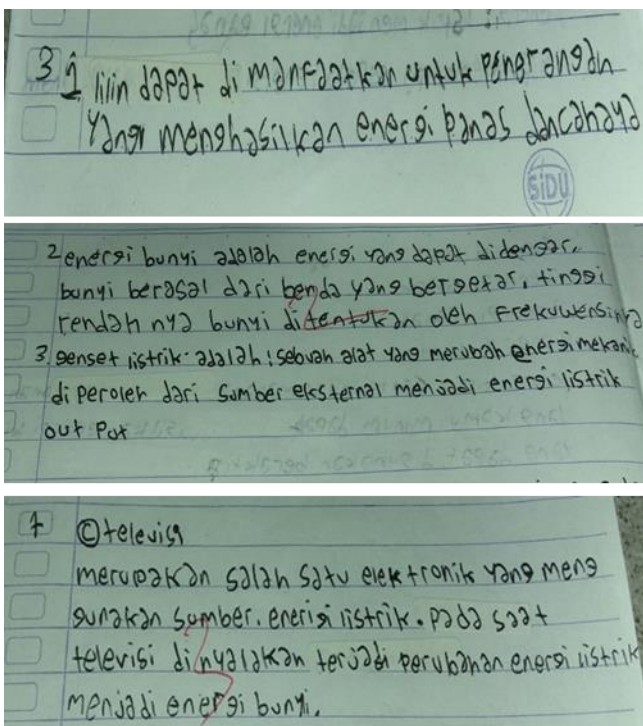 3 1 lilin dapat di manfaatkan untuk penerangan
yang menghasilkan energi panas dan cahaya
SiDU
2 energi bunyi adalah energi yang dapat didengar,
bunyi berasal dari benda yang bergetar, tinggi
rendah nya bunyi ditentukan oleh Frekuwensinya
3. genset listrik adalah: sebuah alat yang merubah energi mekanik
di peroleh dari sumber eksternal menjadi energi listrik
out put
7 Ⓒ televisi
merupakan salah satu elektronik yang meng
gunakan sumber. energi listrik. pada saat
televisi di nyalakan terjadi perubahan energi listrik
menjadi energi bunyi.